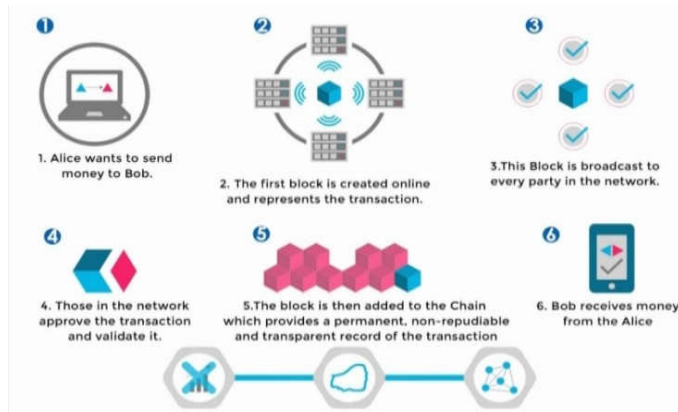 1
1. Alice wants to send
money to Bob.
2
2. The first block is created online
and represents the transaction.
3
3.This Block is broadcast to
every party in the network.
4
4. Those in the network
approve the transaction
and validate it.
5
5.The block is then added to the Chain
which provides a permanent, non-repudiable
and transparent record of the transaction
6
6. Bob receives money
from the Alice